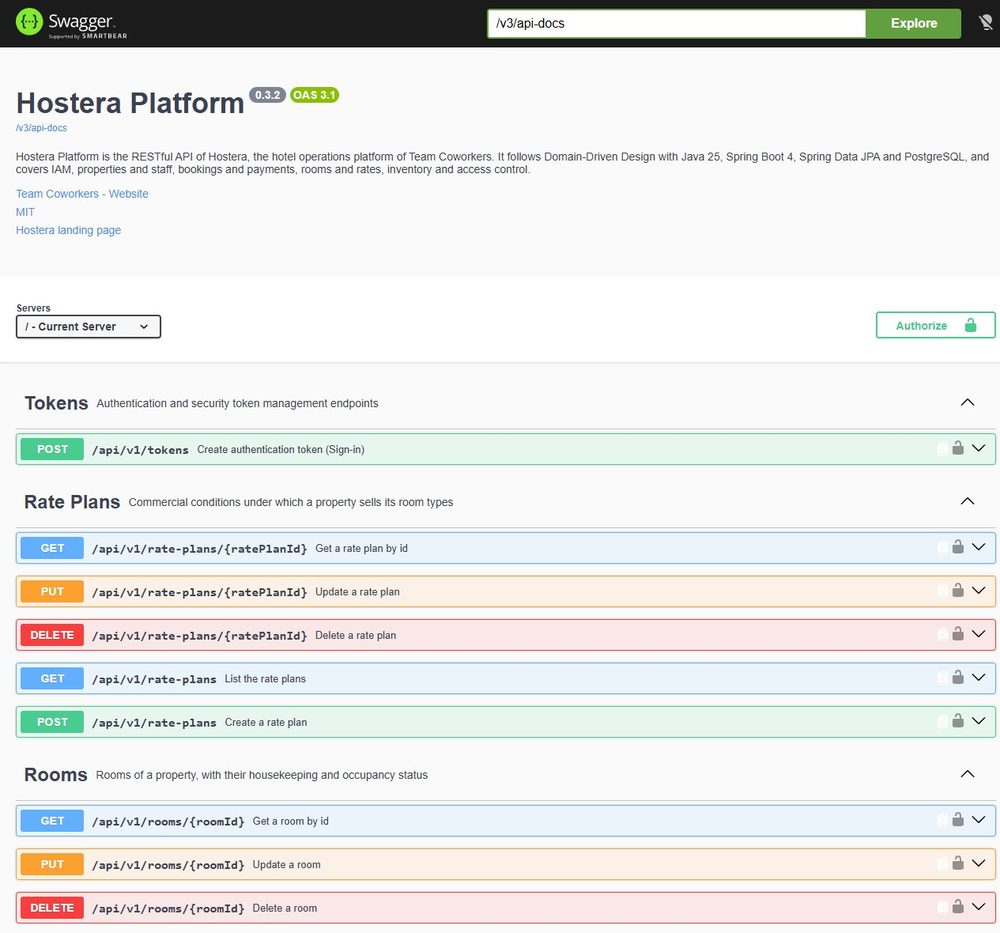 Swagger.
Supported by SMARTBEAR
/v3/api-docs
Explore
Hostera Platform 0.3.2 OAS 3.1
/v3/api-docs
Hostera Platform is the RESTful API of Hostera, the hotel operations platform of Team Coworkers. It follows Domain-Driven Design with Java 25, Spring Boot 4, Spring Data JPA and PostgreSQL, and
covers IAM, properties and staff, bookings and payments, rooms and rates, inventory and access control.
Team Coworkers - Website
MIT
Hostera landing page
Servers
/ - Current Server
Authorize
Tokens Authentication and security token management endpoints
POST /api/v1/tokens Create authentication token (Sign-in)
Rate Plans Commercial conditions under which a property sells its room types
GET /api/v1/rate-plans/{ratePlanId} Get a rate plan by id
PUT /api/v1/rate-plans/{ratePlanId} Update a rate plan
DELETE /api/v1/rate-plans/{ratePlanId} Delete a rate plan
GET /api/v1/rate-plans List the rate plans
POST /api/v1/rate-plans Create a rate plan
Rooms Rooms of a property, with their housekeeping and occupancy status
GET /api/v1/rooms/{roomId} Get a room by id
PUT /api/v1/rooms/{roomId} Update a room
DELETE /api/v1/rooms/{roomId} Delete a room